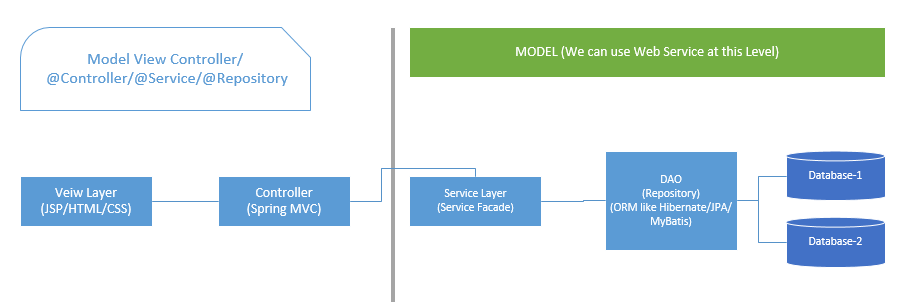 Model View Controller/
@Controller/@Service/@Repository
MODEL (We can use Web Service at this Level)
Veiw Layer
(JSP/HTML/CSS)
Controller
(Spring MVC)
Service Layer
(Service Facade)
DAO
(Repository)
(ORM like Hibernate/JPA/
MyBatis)
Database-1
Database-2